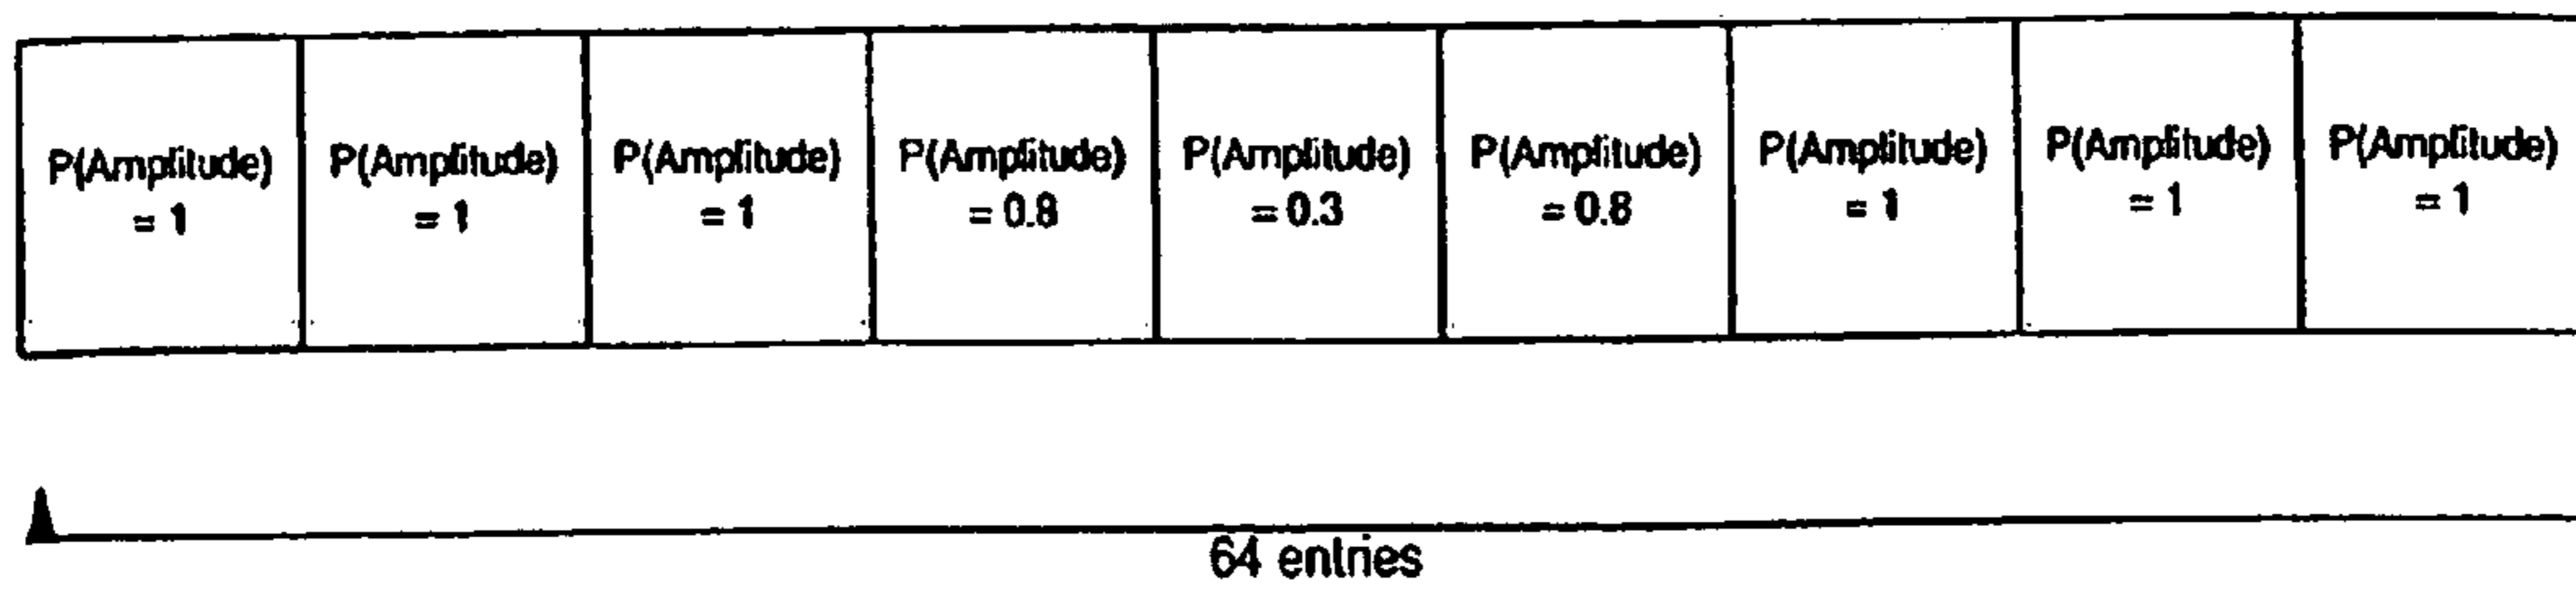 P(Amplitude) P(Amplitude) P(Amplitude) P(Amplitude) P(Amplitude) P(Amplitude) P(Amplitude) P(Amplitude) P(Amplitude)
= 1 = 1 = 1 = 0.8 = 0.3 = 0.8 = 1 = 1 = 1
64 entries